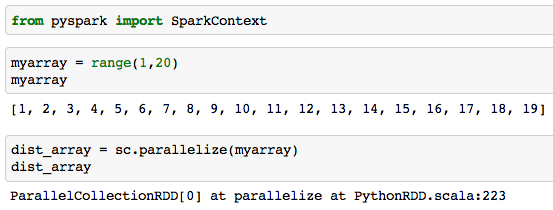 from pyspark import SparkContext
myarray = range(1,20)
myarray
[1, 2, 3, 4, 5, 6, 7, 8, 9, 10, 11, 12, 13, 14, 15, 16, 17, 18, 19]
dist_array = sc.parallelize(myarray)
dist_array
ParallelCollectionRDD[0] at parallelize at PythonRDD.scala:223